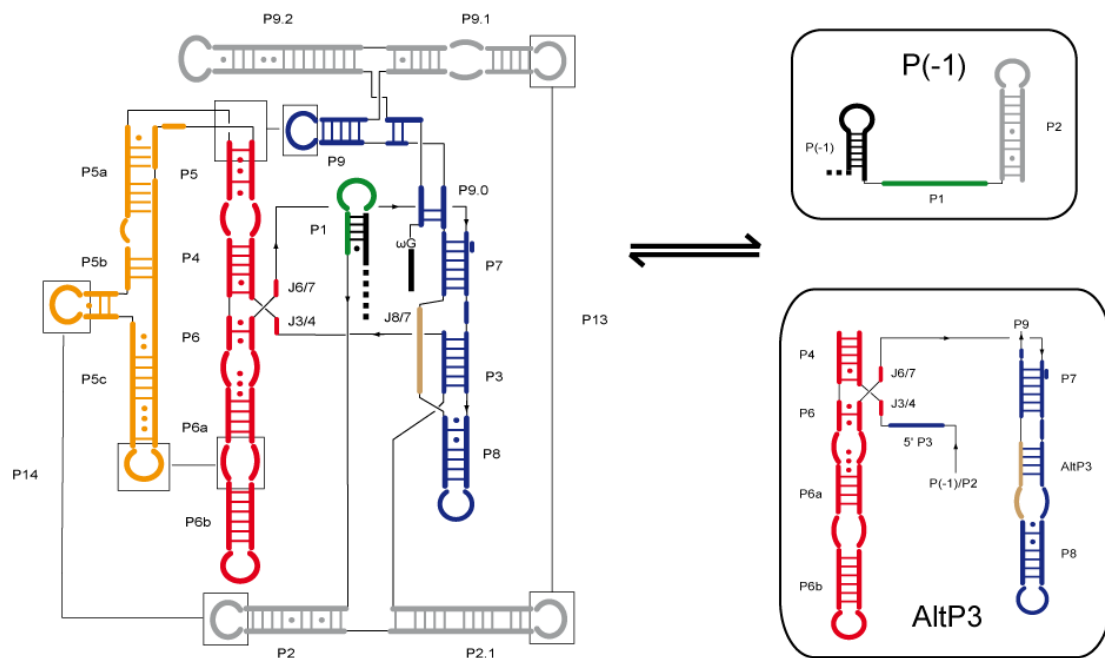 P9.2
P9.1
P5a
P5
P9
P9.0
P1
ωG
P5b
P4
P7
J6/7
J8/7
J3/4
P13
P6
P3
P5c
P6a
P8
P14
P6b
P2
P2.1
P(-1)
P(-1)
P2
P1
P4
P9
J6/7
P7
P6
J3/4
5' P3
AltP3
P(-1)/P2
P6a
P8
P6b
AltP3